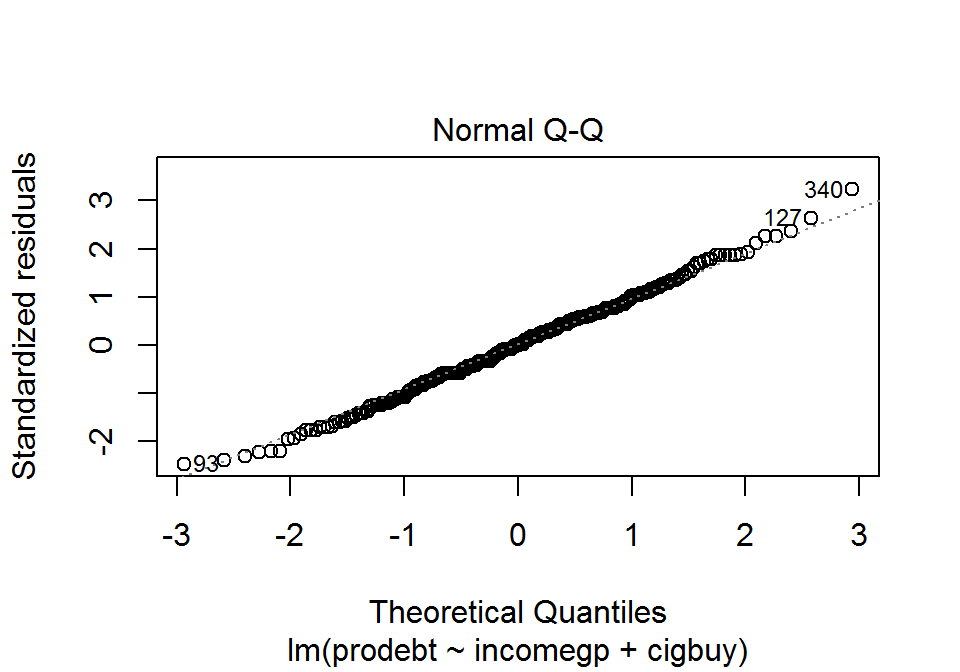 Normal Q-Q
Standardized residuals
3
2
1
0
-2
340
127
93
-3 -2 -1 0 1 2 3
Theoretical Quantiles
lm(prodebt ~ incomegp + cigbuy)